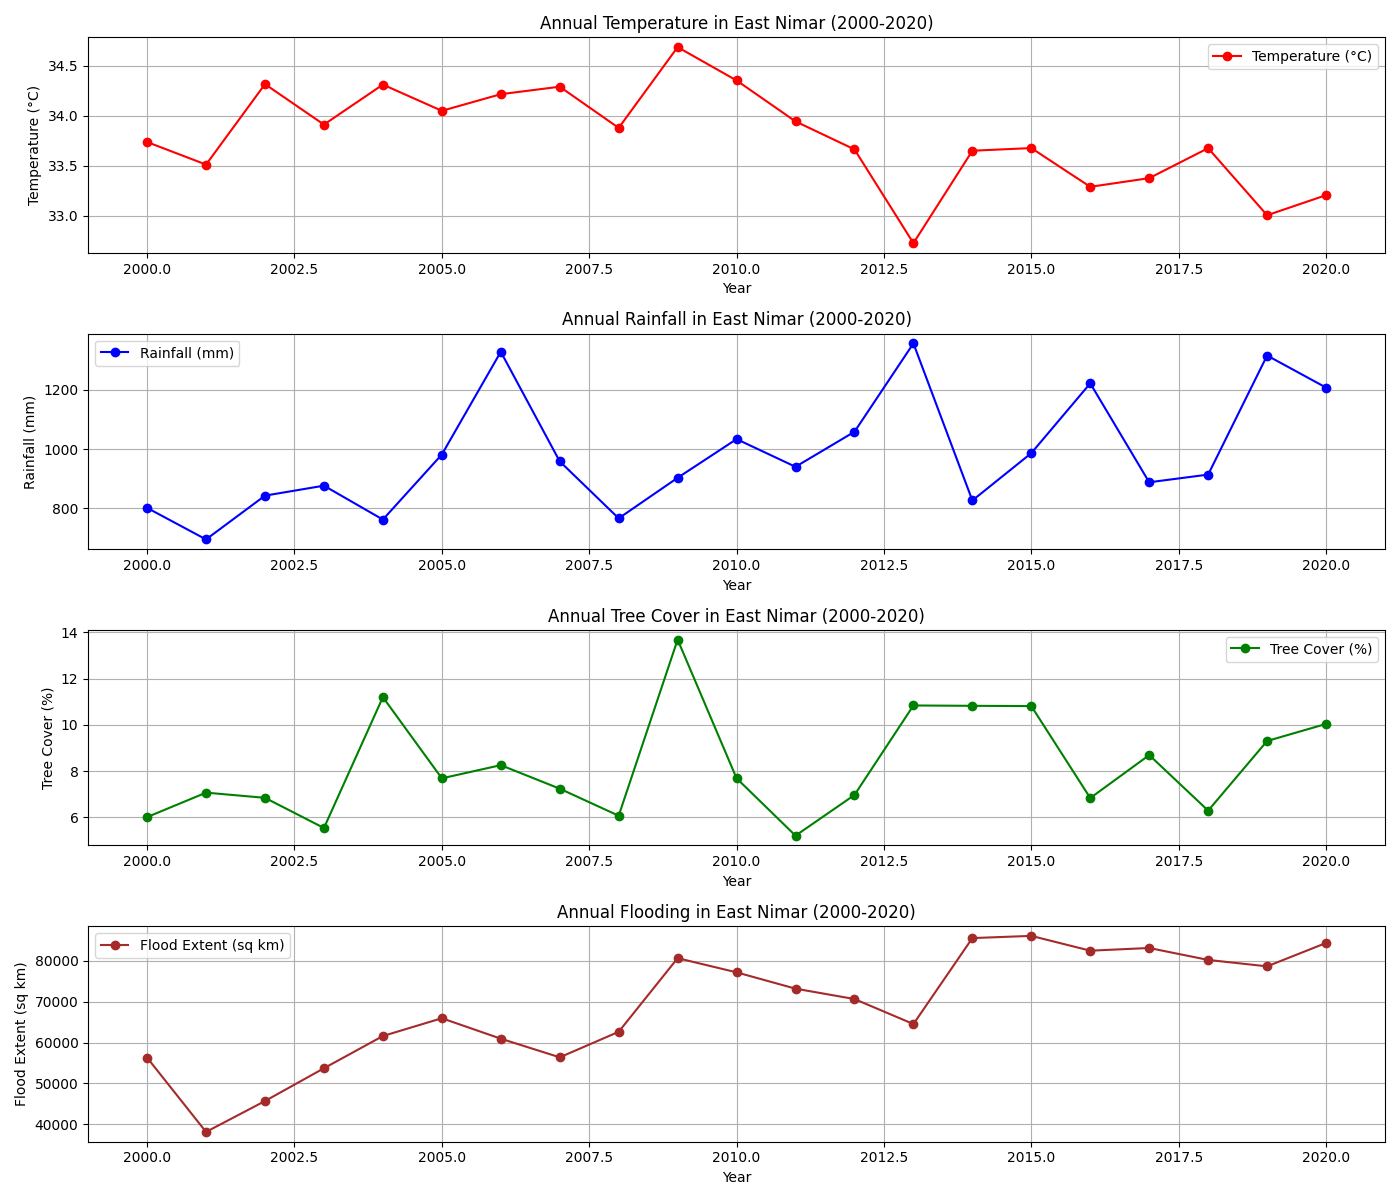 Annual Temperature in East Nimar (2000-2020)
Temperature (°C)
Temperature (°C)
34.5
34.0
33.5
33.0
2000.0 2002.5 2005.0 2007.5 2010.0 2012.5 2015.0 2017.5 2020.0
Year
Annual Rainfall in East Nimar (2000-2020)
Rainfall (mm)
Rainfall (mm)
1200
1000
800
2000.0 2002.5 2005.0 2007.5 2010.0 2012.5 2015.0 2017.5 2020.0
Year
Annual Tree Cover in East Nimar (2000-2020)
Tree Cover (%)
Tree Cover (%)
14
12
10
8
6
2000.0 2002.5 2005.0 2007.5 2010.0 2012.5 2015.0 2017.5 2020.0
Year
Annual Flooding in East Nimar (2000-2020)
Flood Extent (sq km)
Flood Extent (sq km)
80000
70000
60000
50000
40000
2000.0 2002.5 2005.0 2007.5 2010.0 2012.5 2015.0 2017.5 2020.0
Year